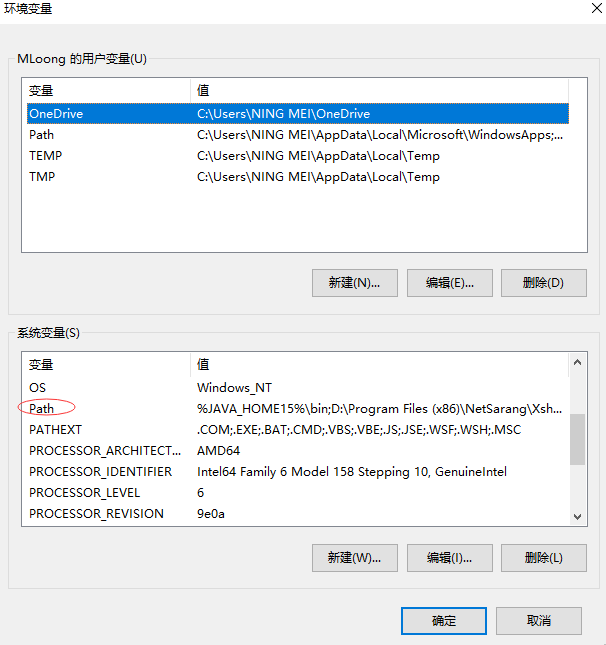 环境变量
MLoong 的用户变量(U)
变量 值
OneDrive C:\Users\NING MEI\OneDrive
Path C:\Users\NING MEI\AppData\Local\Microsoft\WindowsApps;...
TEMP C:\Users\NING MEI\AppData\Local\Temp
TMP C:\Users\NING MEI\AppData\Local\Temp
新建(N)... 编辑(E)... 删除(D)
系统变量(S)
变量 值
OS Windows_NT
Path %JAVA_HOME15%\bin;D:\Program Files (x86)\NetSarang\Xsh...
PATHEXT .COM;.EXE;.BAT;.CMD;.VBS;.VBE;.JS;.JSE;.WSF;.WSH;.MSC
PROCESSOR_ARCHITECT... AMD64
PROCESSOR_IDENTIFIER Intel64 Family 6 Model 158 Stepping 10, GenuineIntel
PROCESSOR_LEVEL 6
PROCESSOR_REVISION 9e0a
新建(W)... 编辑(I)... 删除(L)
确定 取消